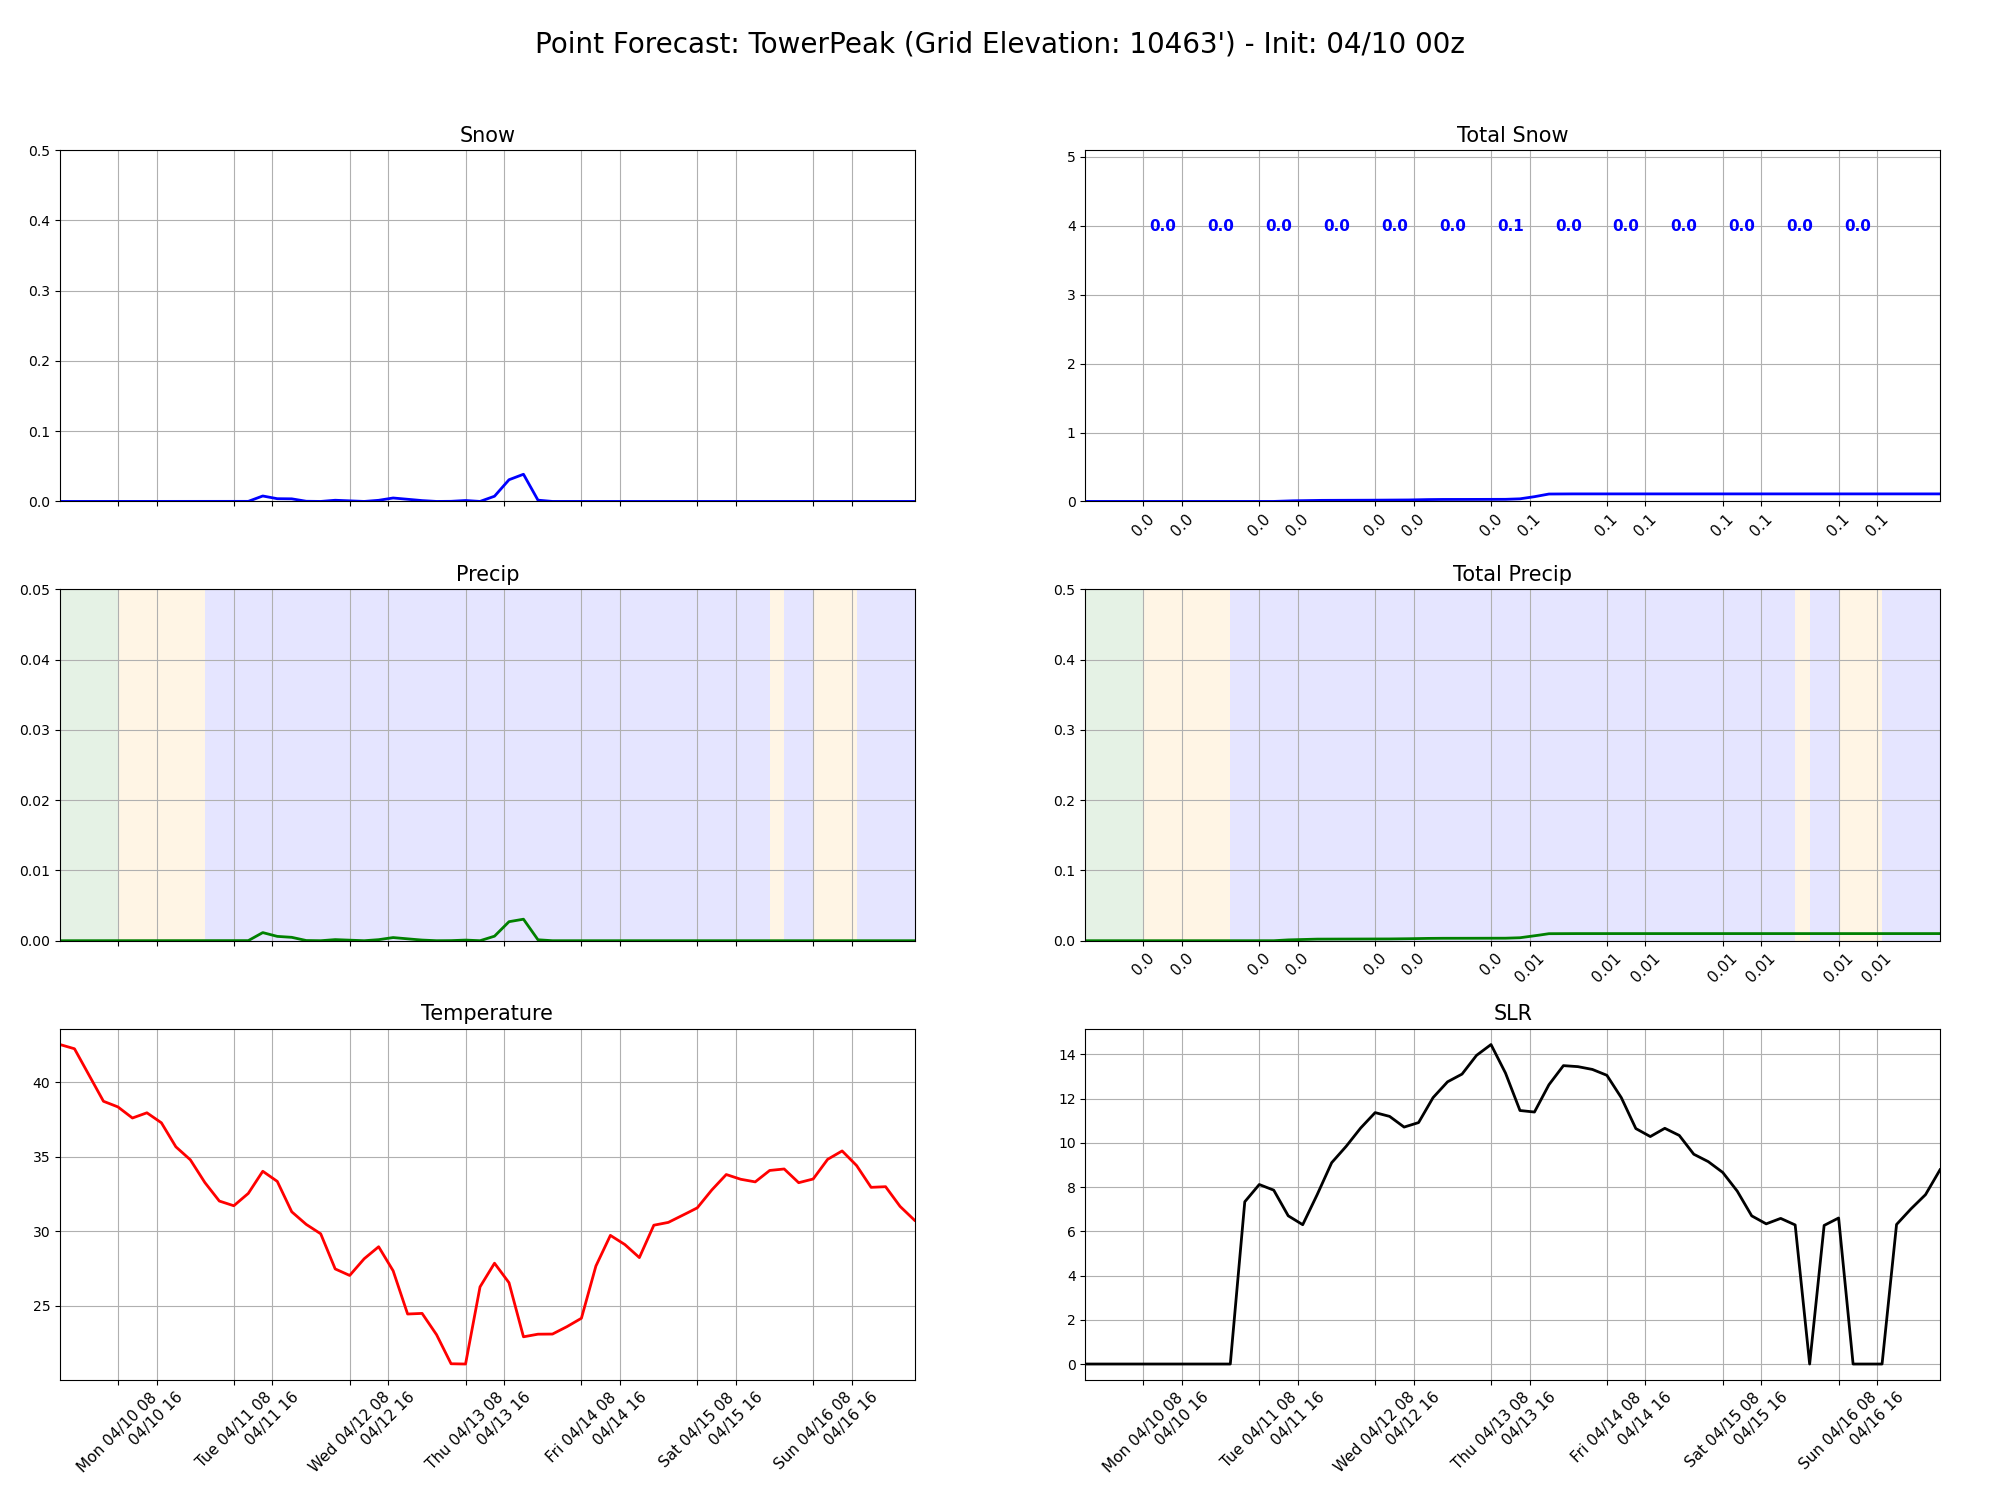 Point Forecast: TowerPeak (Grid Elevation: 10463') - Init: 04/10 00z
Snow
0.5
0.4
0.3
0.2
0.1
0.0
Total Snow
5
4
3
2
1
0
0.0 0.0 0.0 0.0 0.0 0.0 0.1 0.0 0.0 0.0 0.0 0.0 0.0
0.0 0.0 0.0 0.0 0.0 0.0 0.0 0.1 0.1 0.1 0.1 0.1 0.1 0.1
Precip
0.05
0.04
0.03
0.02
0.01
0.00
Total Precip
0.5
0.4
0.3
0.2
0.1
0.0
0.0 0.0 0.0 0.0 0.0 0.0 0.0 0.01 0.01 0.01 0.01 0.01 0.01 0.01
Temperature
40
35
30
25
Mon 04/10 08
04/10 16
Tue 04/11 08
04/11 16
Wed 04/12 08
04/12 16
Thu 04/13 08
04/13 16
Fri 04/14 08
04/14 16
Sat 04/15 08
04/15 16
Sun 04/16 08
04/16 16
SLR
14
12
10
8
6
4
2
0
Mon 04/10 08
04/10 16
Tue 04/11 08
04/11 16
Wed 04/12 08
04/12 16
Thu 04/13 08
04/13 16
Fri 04/14 08
04/14 16
Sat 04/15 08
04/15 16
Sun 04/16 08
04/16 16